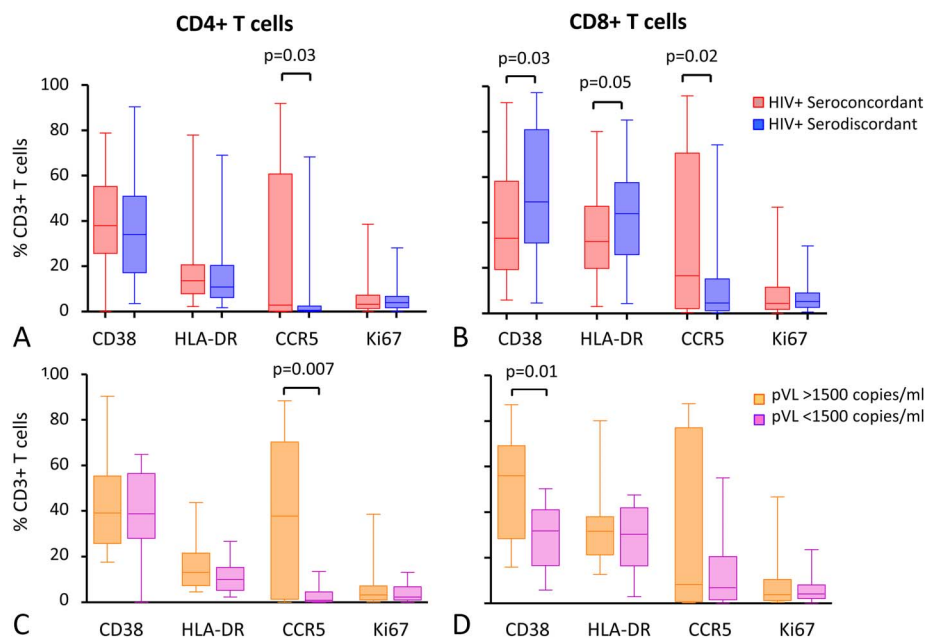 CD4+ T cells
CD8+ T cells
p=0.03
p=0.03
p=0.05
p=0.02
HIV+ Seroconcordant
HIV+ Serodiscordant
% CD3+ T cells
100
80
60
40
20
0
A
CD38
HLA-DR
CCR5
Ki67
B
CD38
HLA-DR
CCR5
Ki67
p=0.007
p=0.01
pVL >1500 copies/ml
pVL <1500 copies/ml
% CD3+ T cells
100
80
60
40
20
0
C
CD38
HLA-DR
CCR5
Ki67
D
CD38
HLA-DR
CCR5
Ki67